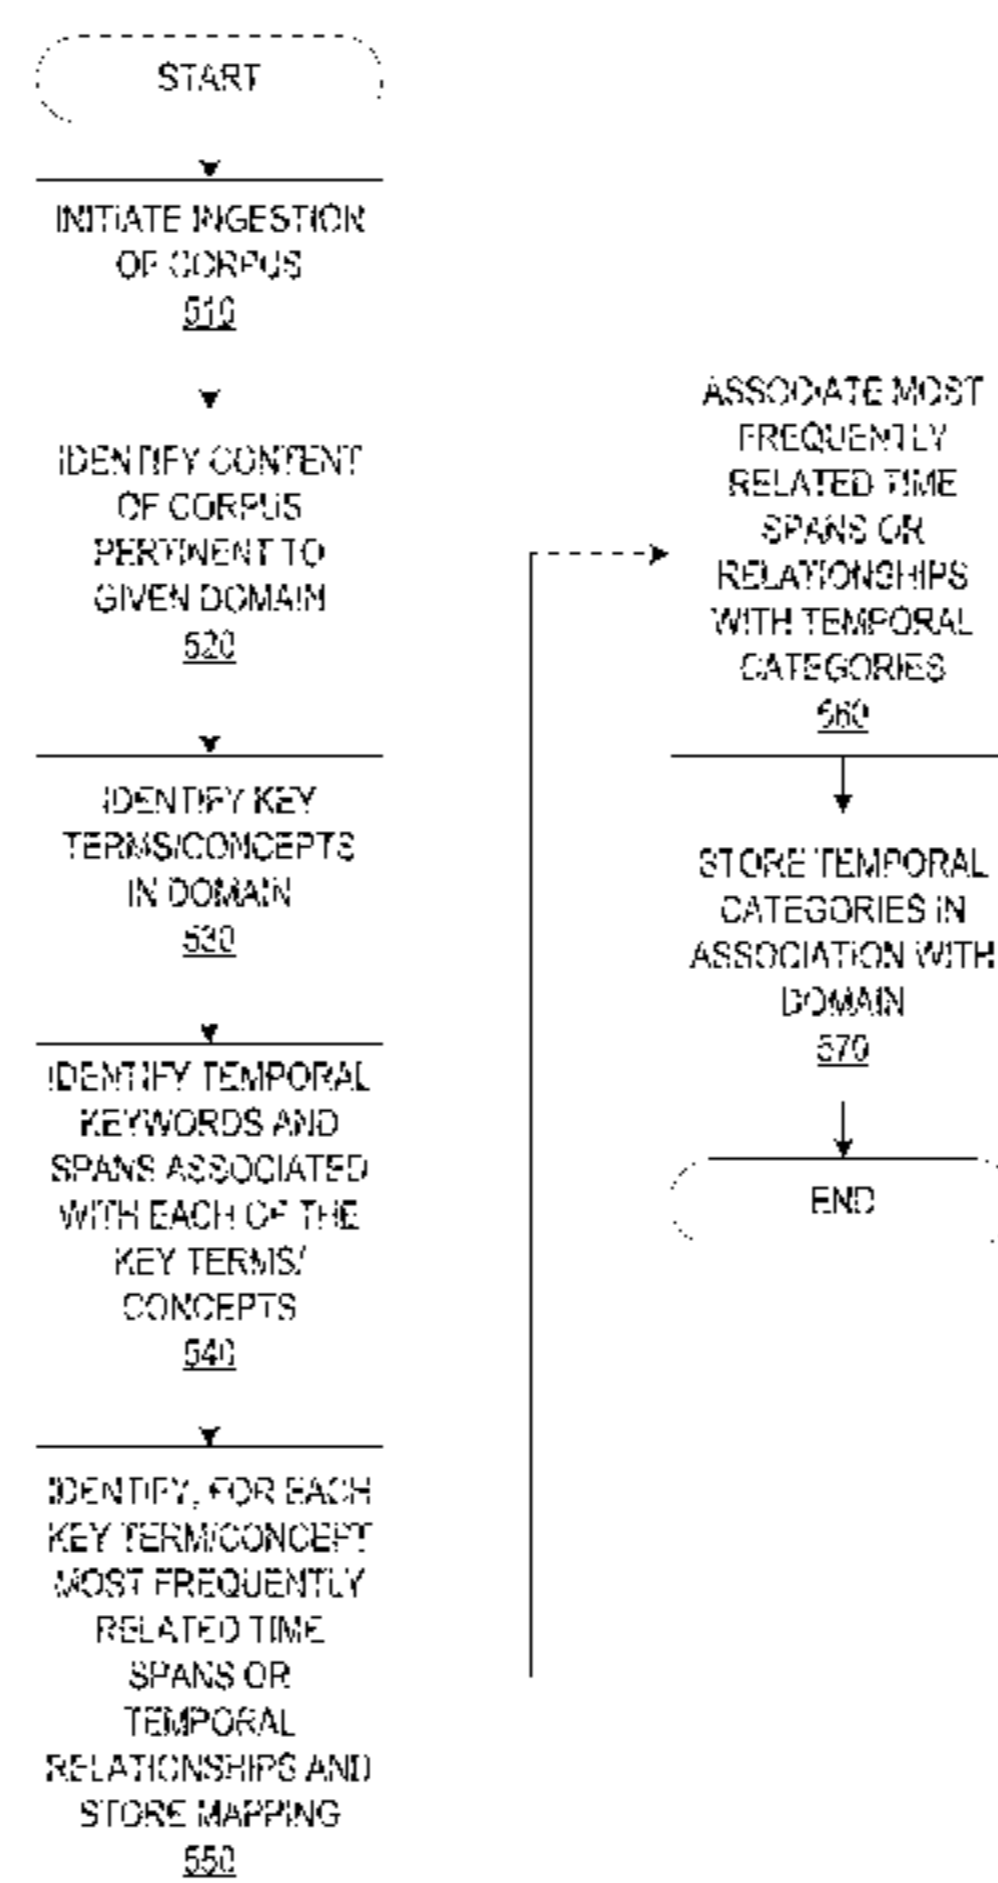 START
INITIATE INGESTION
OF CORPUS
510
IDENTIFY CONTENT
OF CORPUS
PERTINENT TO
GIVEN DOMAIN
520
IDENTIFY KEY
TERMS/CONCEPTS
IN DOMAIN
530
IDENTIFY TEMPORAL
KEYWORDS AND
SPANS ASSOCIATED
WITH EACH OF THE
KEY TERMS/
CONCEPTS
540
IDENTIFY, FOR EACH
KEY TERM/CONCEPT
MOST FREQUENTLY
RELATED TIME
SPANS OR
TEMPORAL
RELATIONSHIPS AND
STORE MAPPING
550
ASSOCIATE MOST
FREQUENTLY
RELATED TIME
SPANS OR
RELATIONSHIPS
WITH TEMPORAL
CATEGORIES
560
STORE TEMPORAL
CATEGORIES IN
ASSOCIATION WITH
DOMAIN
570
END